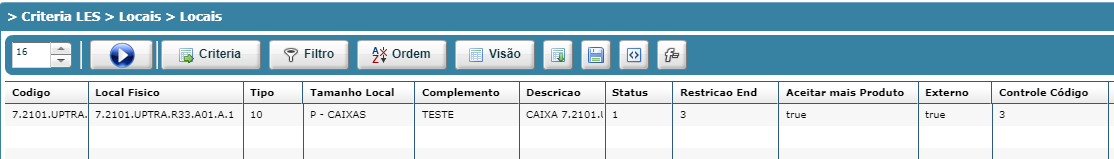 > Criteria LES > Locais > Locais
16 Criteria Filtro AZ Ordem Visão
Codigo Local Fisico Tipo Tamanho Local Complemento Descricao Status Restricao End Aceitar mais Produto Externo Controle Código
7.2101.UPTRA. 7.2101.UPTRA.R33.A01.A.1 10 P - CAIXAS TESTE CAIXA 7.2101. 1 3 true true 3